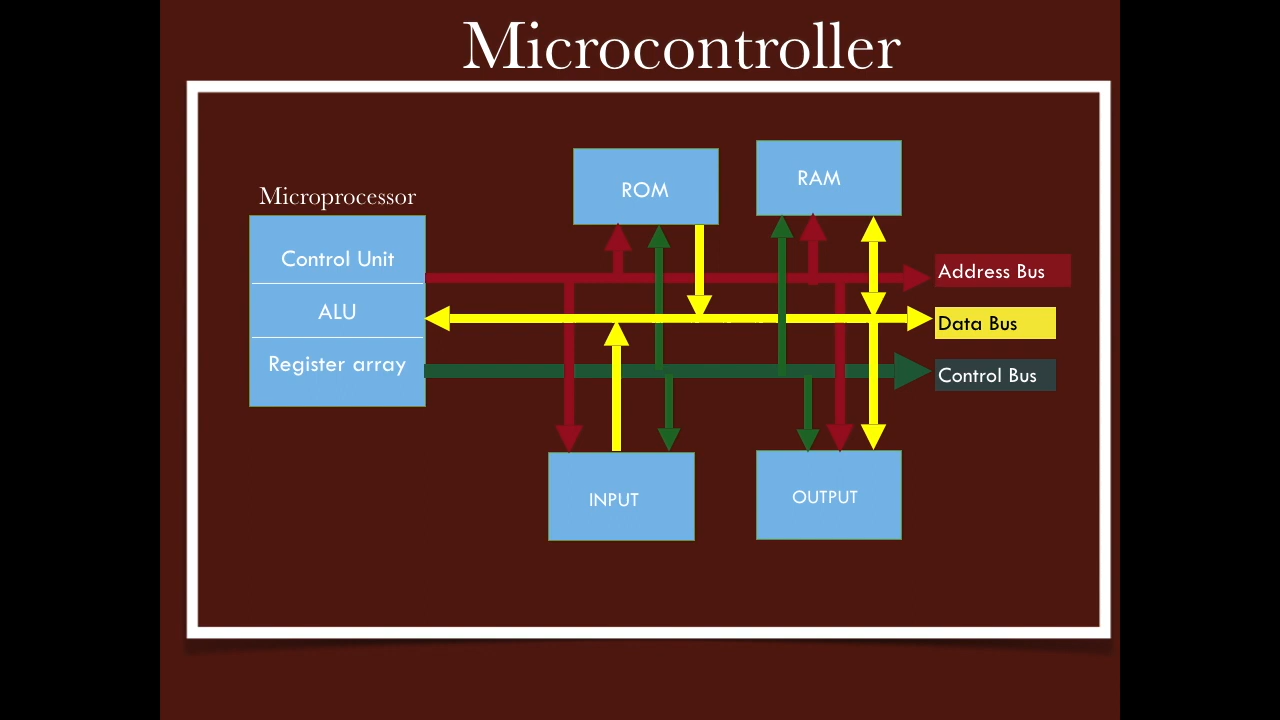 Microcontroller
Microprocessor
Control Unit
ALU
Register array
ROM
RAM
Address Bus
Data Bus
Control Bus
INPUT
OUTPUT